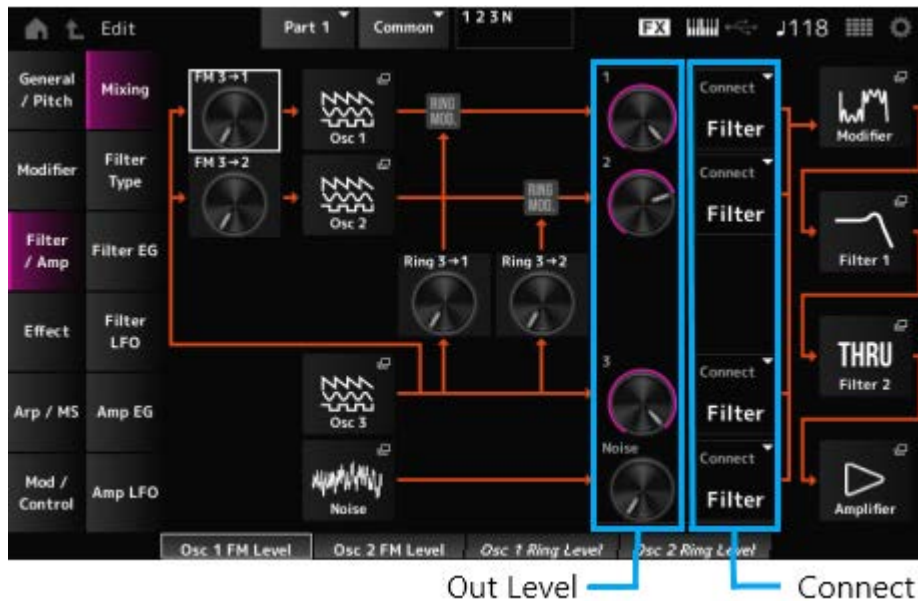 Edit
Part 1
Common
1 2 3 N
FX
♩118
General
/ Pitch
Modifier
Filter
/ Amp
Effect
Arp / MS
Mod /
Control
Mixing
Filter
Type
Filter EG
Filter
LFO
Amp EG
Amp LFO
FM 3→1
Osc 1
RING
MOD.
FM 3→2
Osc 2
RING
MOD.
Ring 3→1
Ring 3→2
Osc 3
Noise
1
2
3
Noise
Connect
Filter
Connect
Filter
Connect
Filter
Connect
Filter
Modifier
Filter 1
THRU
Filter 2
Amplifier
Osc 1 FM Level
Osc 2 FM Level
Osc 1 Ring Level
Osc 2 Ring Level
Out Level
Connect